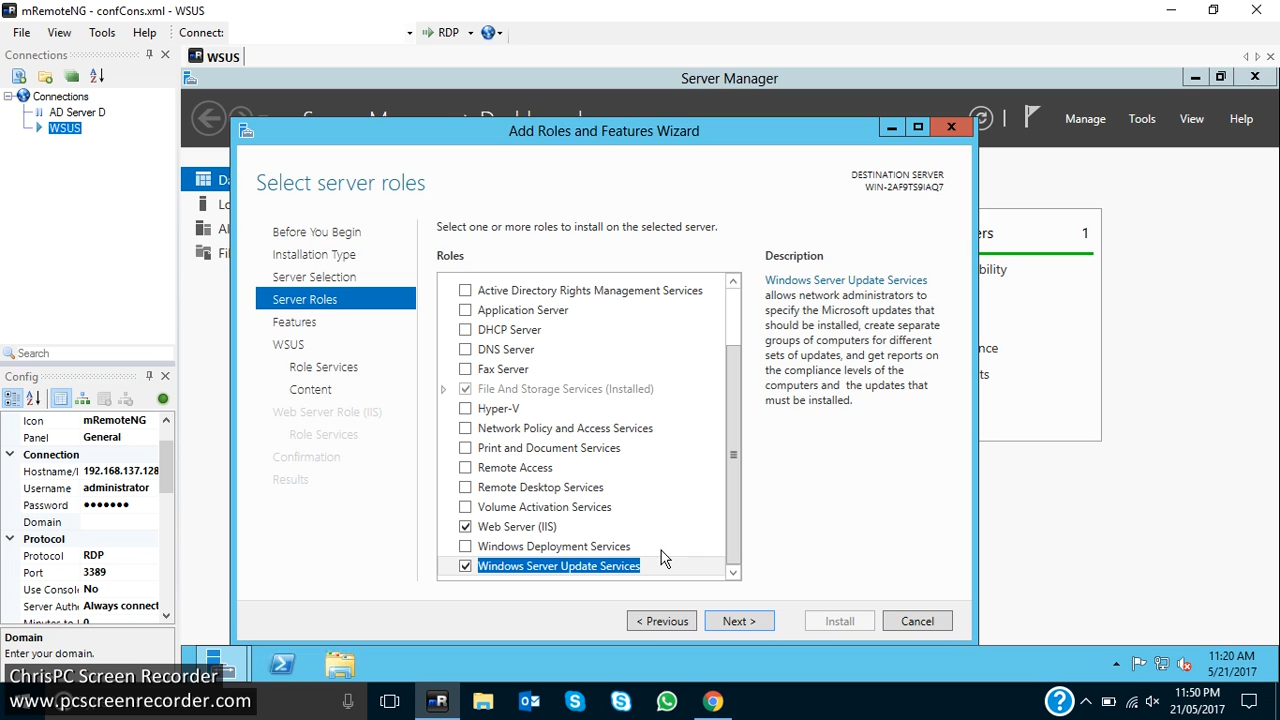 mRemoteNG - confCons.xml - WSUS
File View Tools Help Connect: RDP
Connections
WSUS
Connections
AD Server D
WSUS
Server Manager
Manage Tools View Help
Add Roles and Features Wizard
Select server roles
DESTINATION SERVER
WIN-2AF9TS9IAQ7
Before You Begin
Installation Type
Server Selection
Server Roles
Features
WSUS
Role Services
Content
Web Server Role (IIS)
Role Services
Confirmation
Results
Select one or more roles to install on the selected server.
Roles
Active Directory Rights Management Services
Application Server
DHCP Server
DNS Server
Fax Server
File And Storage Services (Installed)
Hyper-V
Network Policy and Access Services
Print and Document Services
Remote Access
Remote Desktop Services
Volume Activation Services
Web Server (IIS)
Windows Deployment Services
Windows Server Update Services
Description
Windows Server Update Services
allows network administrators to
specify the Microsoft updates that
should be installed, create separate
groups of computers for different
sets of updates, and get reports on
the compliance levels of the
computers and the updates that
must be installed.
< Previous Next > Install Cancel
1
Search
Config
Icon mRemoteNG
Panel General
Connection
Hostname/I 192.168.137.128
Username administrator
Password ●●●●●●●
Domain
Protocol
Protocol RDP
Port 3389
Use Console No
Server Authe Always connect
Domain
Enter your domain.
11:20 AM
5/21/2017
ChrisPC Screen Recorder
www.pcscreenrecorder.com
11:50 PM
21/05/2017